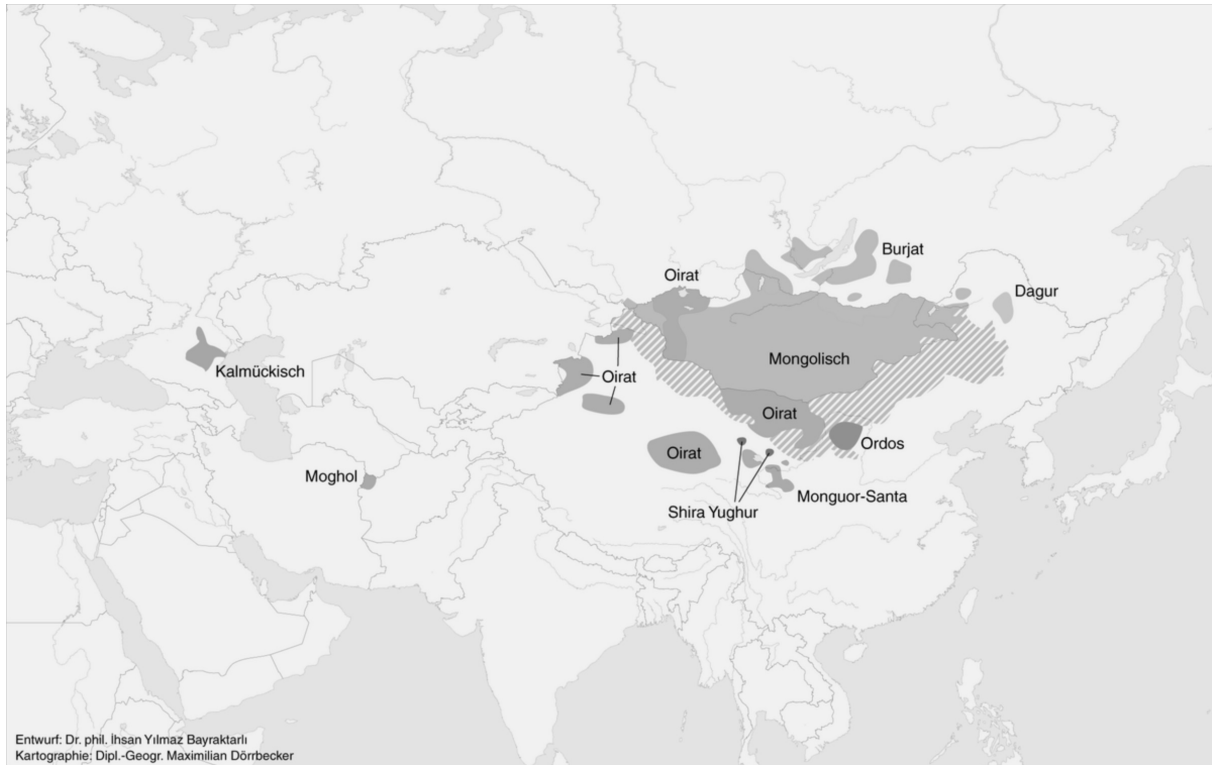 Burjat
Oirat
Dagur
Mongolisch
Kalmückisch
Oirat
Oirat
Ordos
Oirat
Moghol
Monguor-Santa
Shira Yughur
Entwurf: Dr. phil. İhsan Yılmaz Bayraktarlı
Kartographie: Dipl.-Geogr. Maximilian Dörrbecker